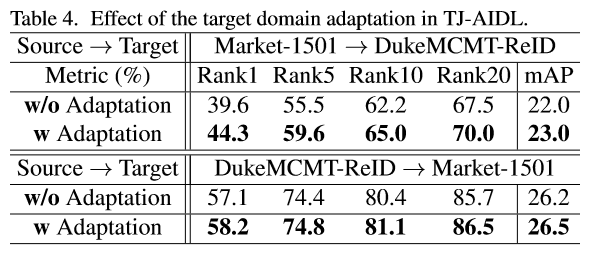 Table 4. Effect of the target domain adaptation in TJ-AIDL.
Source → Target Market-1501 → DukeMCMT-ReID
Metric (%) Rank1 Rank5 Rank10 Rank20 mAP
w/o Adaptation 39.6 55.5 62.2 67.5 22.0
w Adaptation 44.3 59.6 65.0 70.0 23.0
Source → Target DukeMCMT-ReID → Market-1501
w/o Adaptation 57.1 74.4 80.4 85.7 26.2
w Adaptation 58.2 74.8 81.1 86.5 26.5